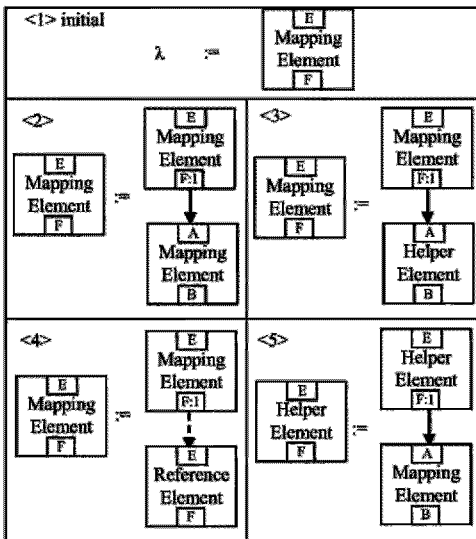 <1> initial
λ := E
Mapping
Element
F
<2>
E
Mapping
Element
F
:=
E
Mapping
Element
F:1
A
Mapping
Element
B
<3>
E
Mapping
Element
F
:=
E
Mapping
Element
F:1
A
Helper
Element
B
<4>
E
Mapping
Element
F
:=
E
Mapping
Element
F:1
E
Reference
Element
F
<5>
E
Helper
Element
F
:=
E
Helper
Element
F:1
A
Mapping
Element
B